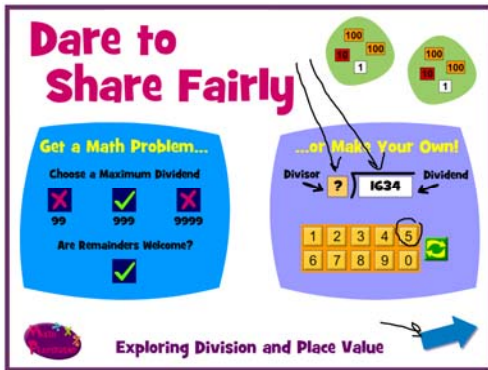 Dare to
Share Fairly
100
100
10
1
100
100
10
1
Get a Math Problem...
Choose a Maximum Dividend
99 999 9999
Are Remainders Welcome?
...or Make Your Own!
Divisor ? 1634 Dividend
1 2 3 4 5
6 7 8 9 0
Exploring Division and Place Value